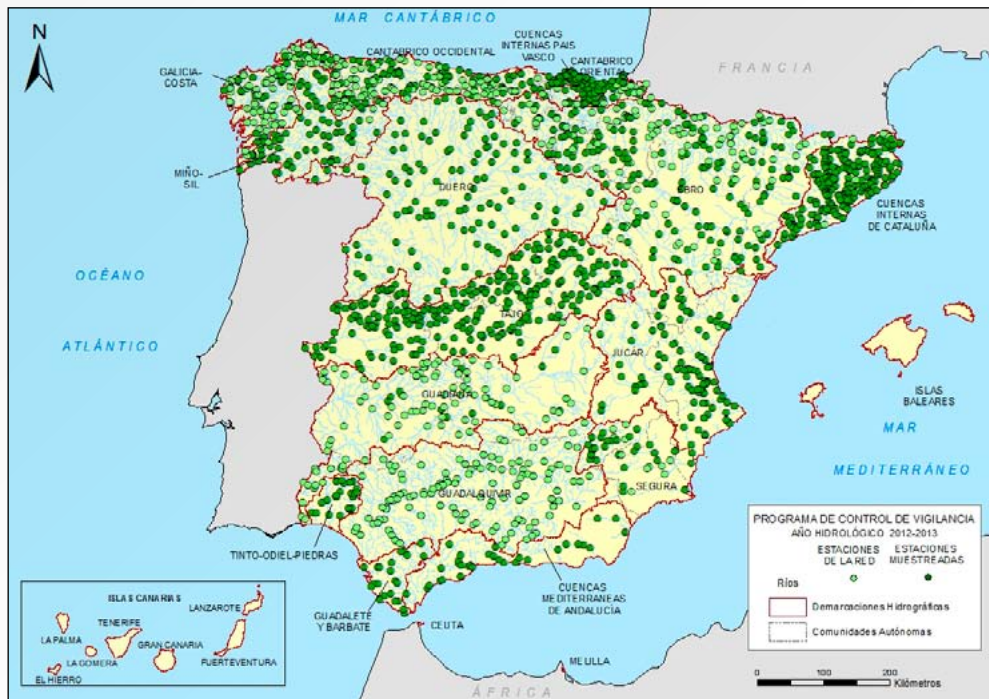 MAR CANTÁBRICO
N
CUENCAS
INTERNAS PAIS
VASCO
CANTABRICO OCCIDENTAL
CANTABRICO
ORIENTAL
FRANCIA
GALICIA-
COSTA
MIÑO-
SIL
DUERO
EBRO
CUENCAS
INTERNAS
DE CATALUÑA
OCÉANO
ATLÁNTICO
TAJO
JUCAR
ISLAS
BALEARES
GUADIANA
MAR
MEDITERRÁNEO
SEGURA
GUADALQUIVIR
TINTO-ODIEL-PIEDRAS
CUENCAS
MEDITERRANEAS
DE ANDALUCÍA
GUADALETE
Y BARBATE
CEUTA
MELILLA
ÁFRICA
ISLAS CANARIAS
LANZAROTE
LA PALMA
TENERIFE
GRAN CANARIA
LA GOMERA
EL HIERRO
FUERTEVENTURA
PROGRAMA DE CONTROL DE VIGILANCIA
AÑO HIDROLÓGICO 2012-2013
ESTACIONES
DE LA RED
ESTACIONES
MUESTREADAS
Ríos
Demarcaciones Hidrográficas
Comunidades Autónomas
0 100 200
Kilómetros